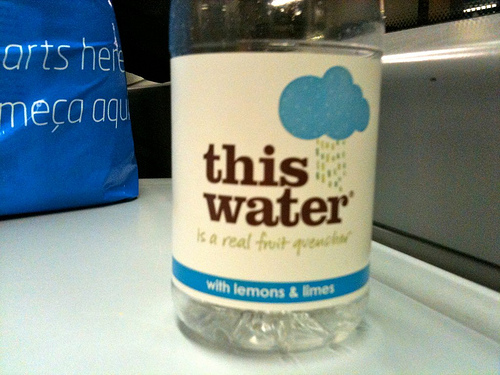 arts here
meça aqu
this
water®
is a real fruit quencher
with lemons & limes